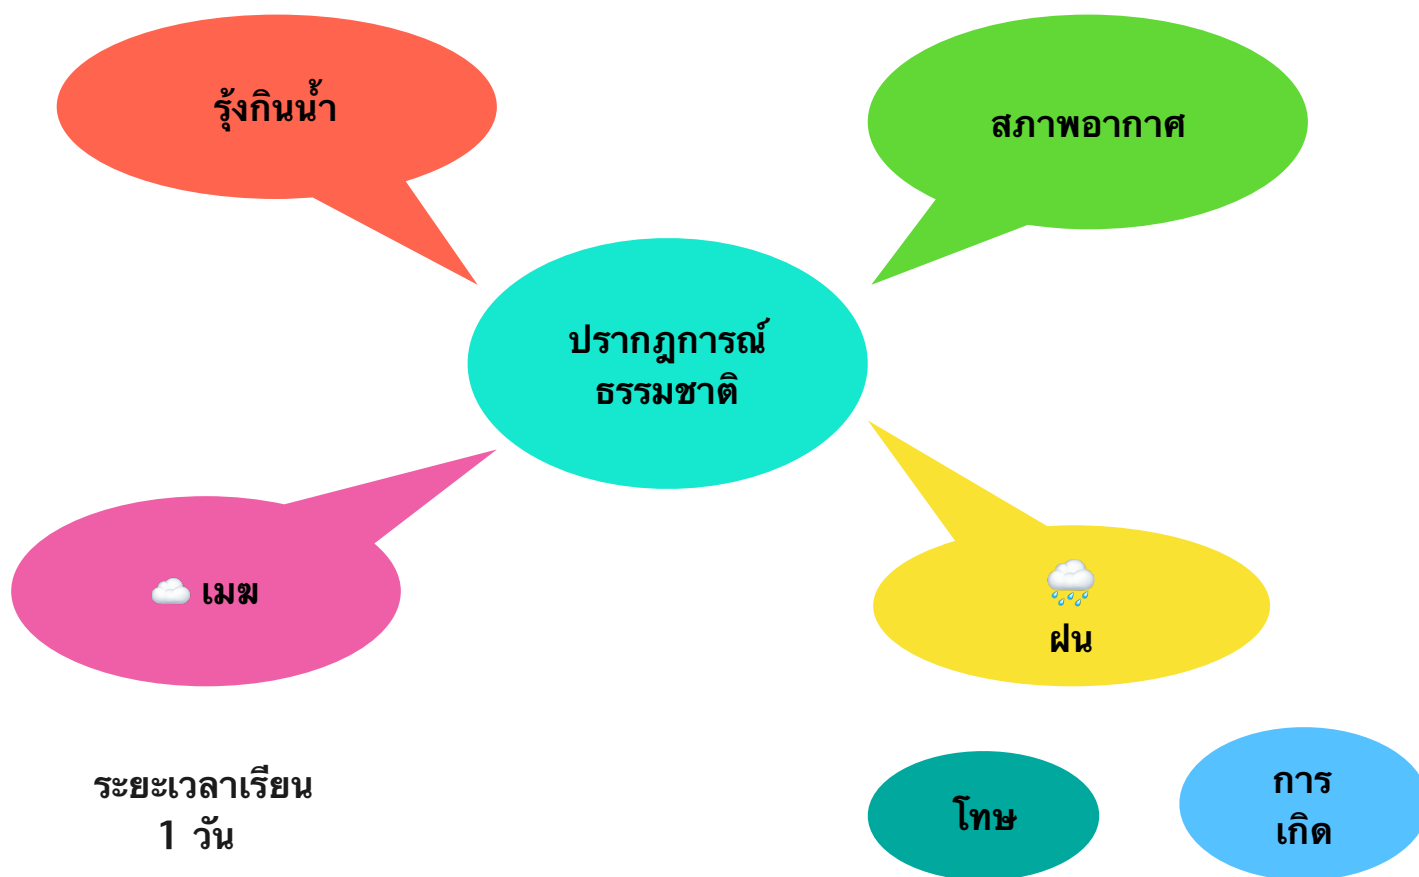 รุ้งกินน้ำ
สภาพอากาศ
ปรากฎการณ์
ธรรมชาติ
เมฆ
ฝน
ระยะเวลาเรียน
1 วัน
โทษ
การ
เกิด